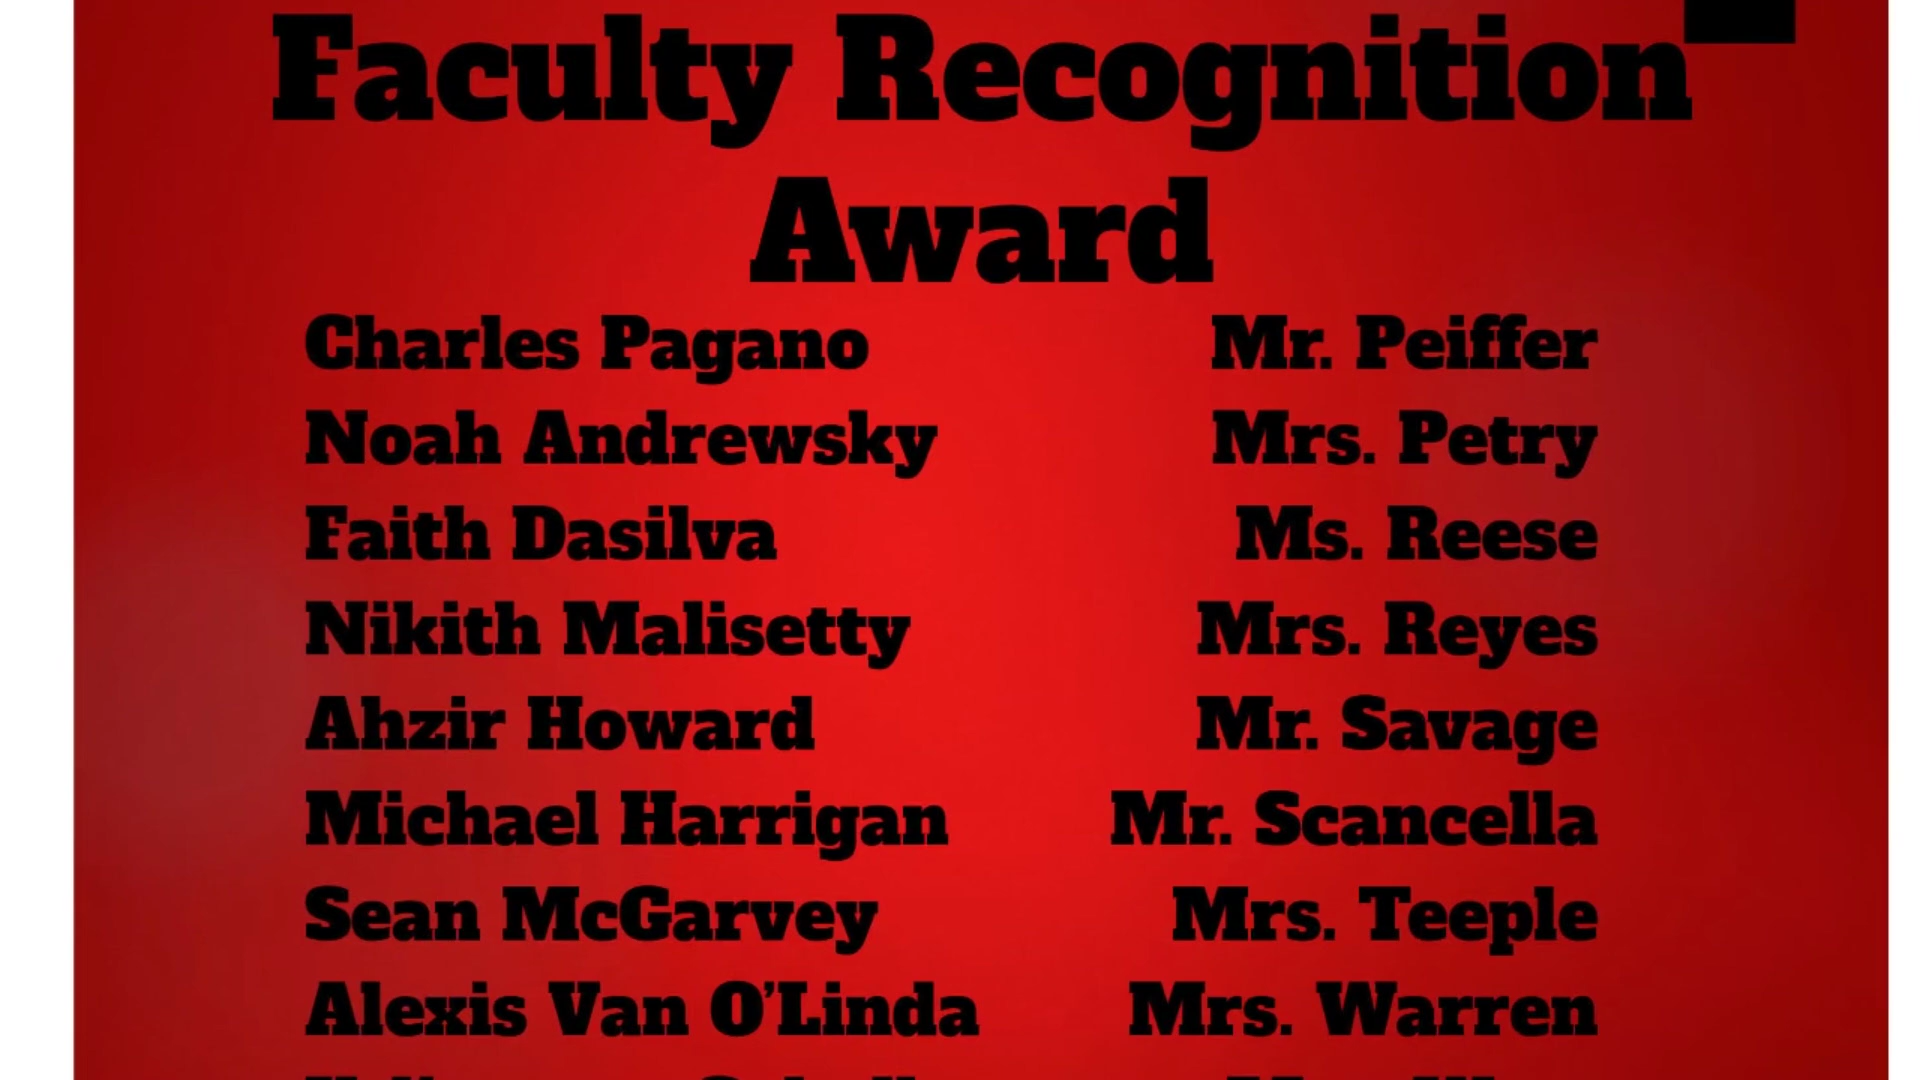 Faculty Recognition
Award
Charles Pagano Mr. Peiffer
Noah Andrewsky Mrs. Petry
Faith Dasilva Ms. Reese
Nikith Malisetty Mrs. Reyes
Ahzir Howard Mr. Savage
Michael Harrigan Mr. Scancella
Sean McGarvey Mrs. Teeple
Alexis Van O’Linda Mrs. Warren